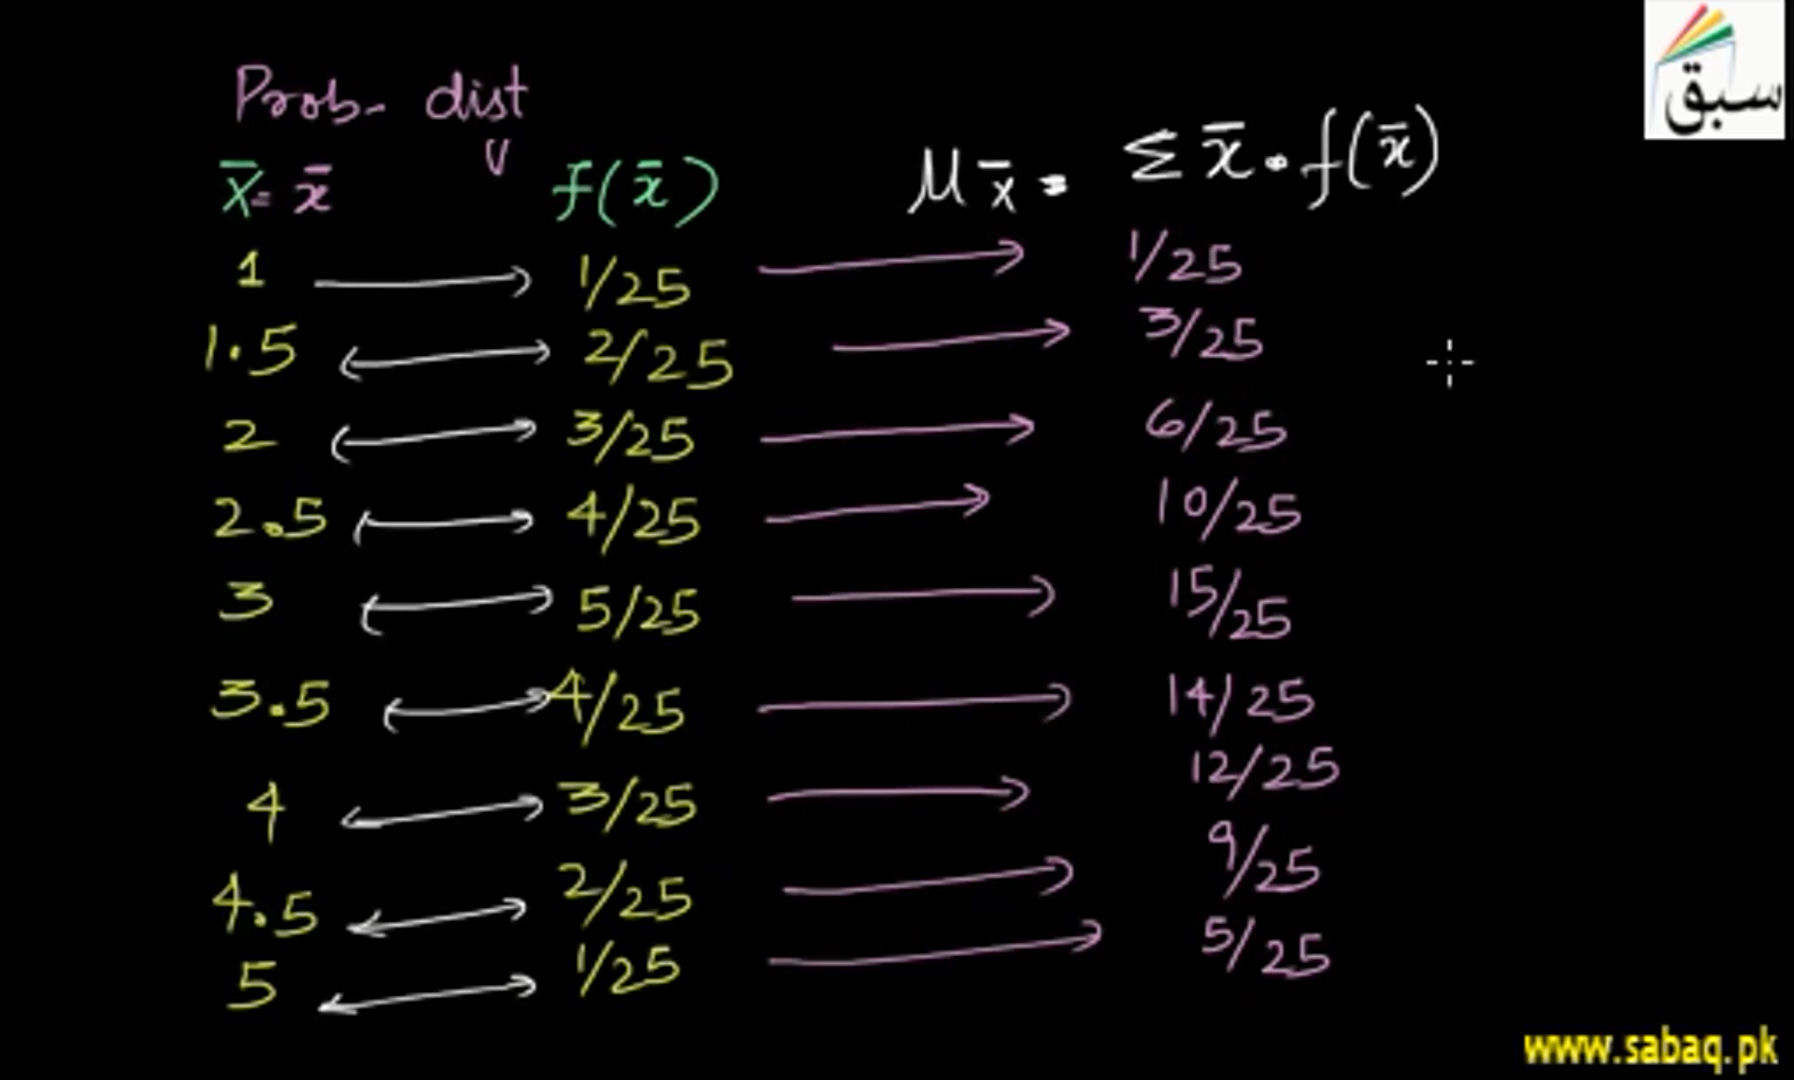 سبق
Prob- dist
X̄ = x̄ f(x̄) μx̄ = Σ x̄ • f(x̄)
1 ⟶ 1/25 ⟶ 1/25
1.5 ⟷ 2/25 ⟶ 3/25
2 ⟷ 3/25 ⟶ 6/25
2.5 ⟷ 4/25 ⟶ 10/25
3 ⟷ 5/25 ⟶ 15/25
3.5 ⟷ 4/25 ⟶ 14/25
4 ⟷ 3/25 ⟶ 12/25
4.5 ⟷ 2/25 ⟶ 9/25
5 ⟷ 1/25 ⟶ 5/25
www.sabaq.pk